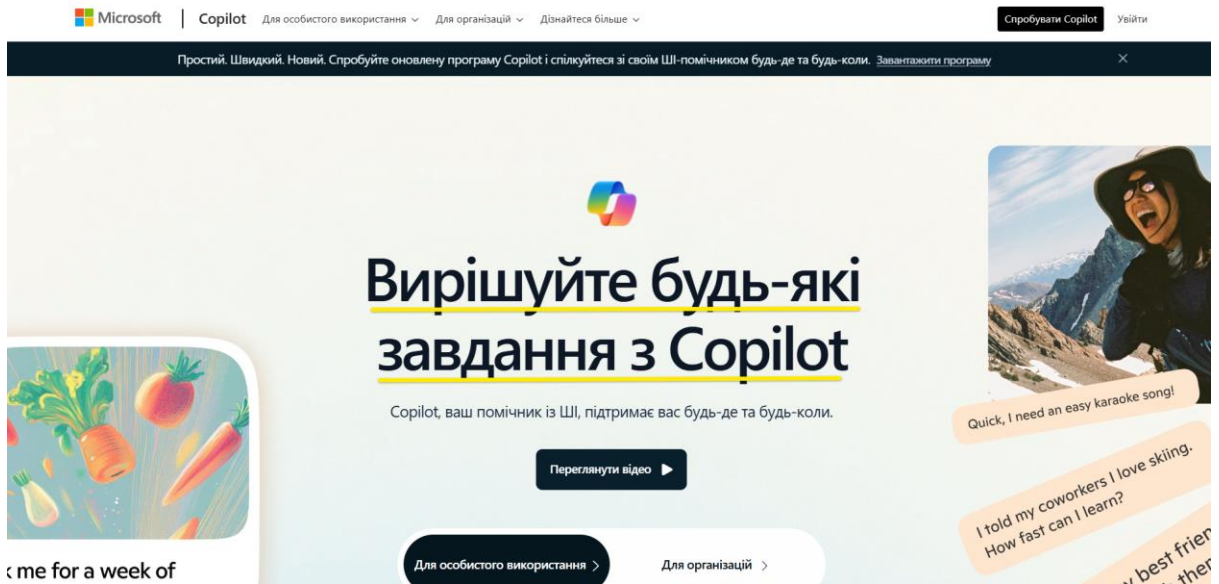 Microsoft
Copilot
Для особистого використання
Для організацій
Дізнайтеся більше
Спробувати Copilot
Увійти
Простий. Швидкий. Новий. Спробуйте оновлену програму Copilot і спілкуйтеся зі своїм ШІ-помічником будь-де та будь-коли. Завантажити програму
Вирішуйте будь-які
завдання з Copilot
Copilot, ваш помічник із ШІ, підтримає вас будь-де та будь-коли.
Переглянути відео
Для особистого використання
Для організацій
me for a week of
Quick, I need an easy karaoke song!
I told my coworkers I love skiing.
How fast can I learn?
best